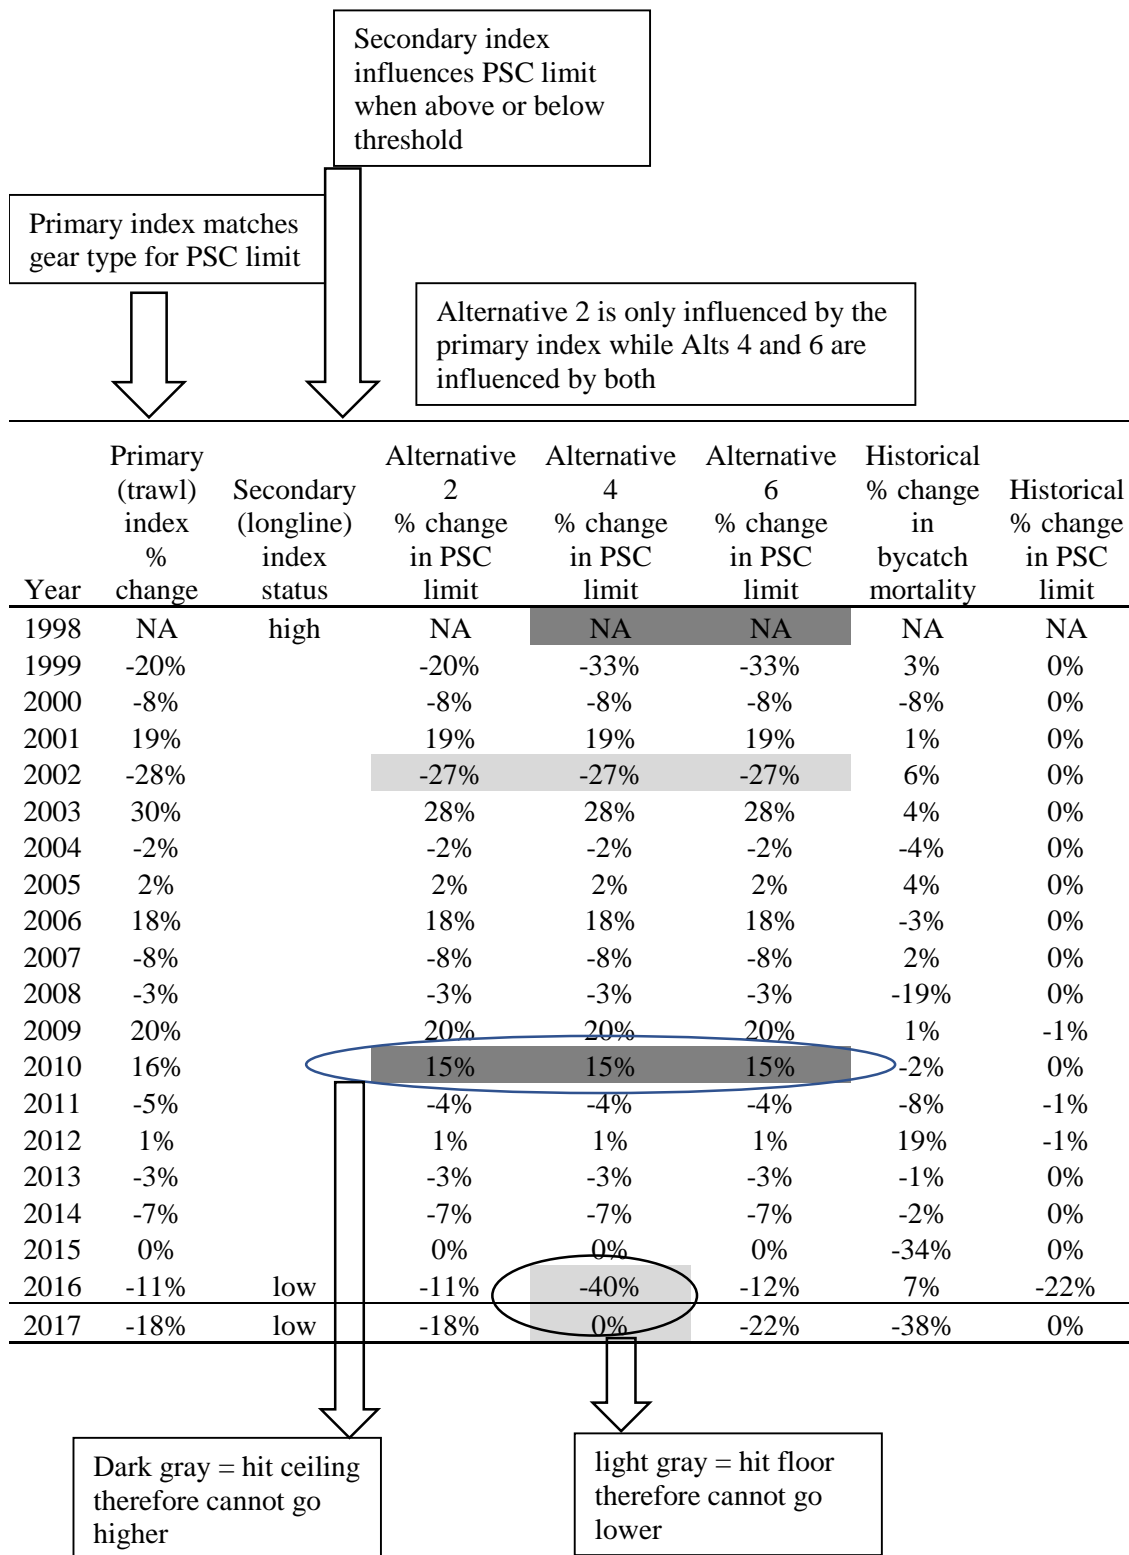 Secondary index
influences PSC limit
when above or below
threshold
Primary index matches
gear type for PSC limit
Alternative 2 is only influenced by the
primary index while Alts 4 and 6 are
influenced by both
Primary Alternative Alternative Alternative Historical
(trawl) Secondary 2 4 6 % change Historical
index (longline) % change % change % change in % change
% index in PSC in PSC in PSC bycatch in PSC
Year change status limit limit limit mortality limit
1998 NA high NA NA NA NA NA
1999 -20% -20% -33% -33% 3% 0%
2000 -8% -8% -8% -8% -8% 0%
2001 19% 19% 19% 19% 1% 0%
2002 -28% -27% -27% -27% 6% 0%
2003 30% 28% 28% 28% 4% 0%
2004 -2% -2% -2% -2% -4% 0%
2005 2% 2% 2% 2% 4% 0%
2006 18% 18% 18% 18% -3% 0%
2007 -8% -8% -8% -8% 2% 0%
2008 -3% -3% -3% -3% -19% 0%
2009 20% 20% 20% 20% 1% -1%
2010 16% 15% 15% 15% -2% 0%
2011 -5% -4% -4% -4% -8% -1%
2012 1% 1% 1% 1% 19% -1%
2013 -3% -3% -3% -3% -1% 0%
2014 -7% -7% -7% -7% -2% 0%
2015 0% 0% 0% 0% -34% 0%
2016 -11% low -11% -40% -12% 7% -22%
2017 -18% low -18% 0% -22% -38% 0%
Dark gray = hit ceiling
therefore cannot go
higher
light gray = hit floor
therefore cannot go
lower